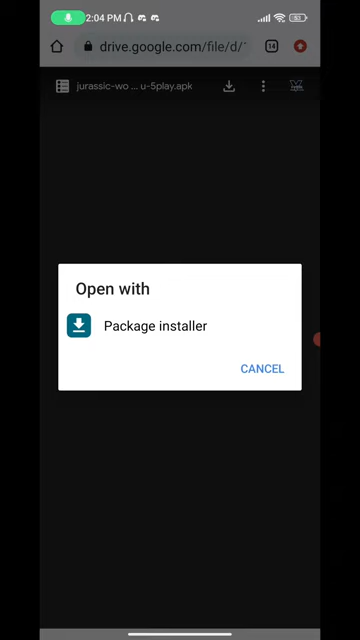 2:04 PM
drive.google.com/file/d/
14
jurassic-wo ... u-5play.apk
Open with
Package installer
CANCEL